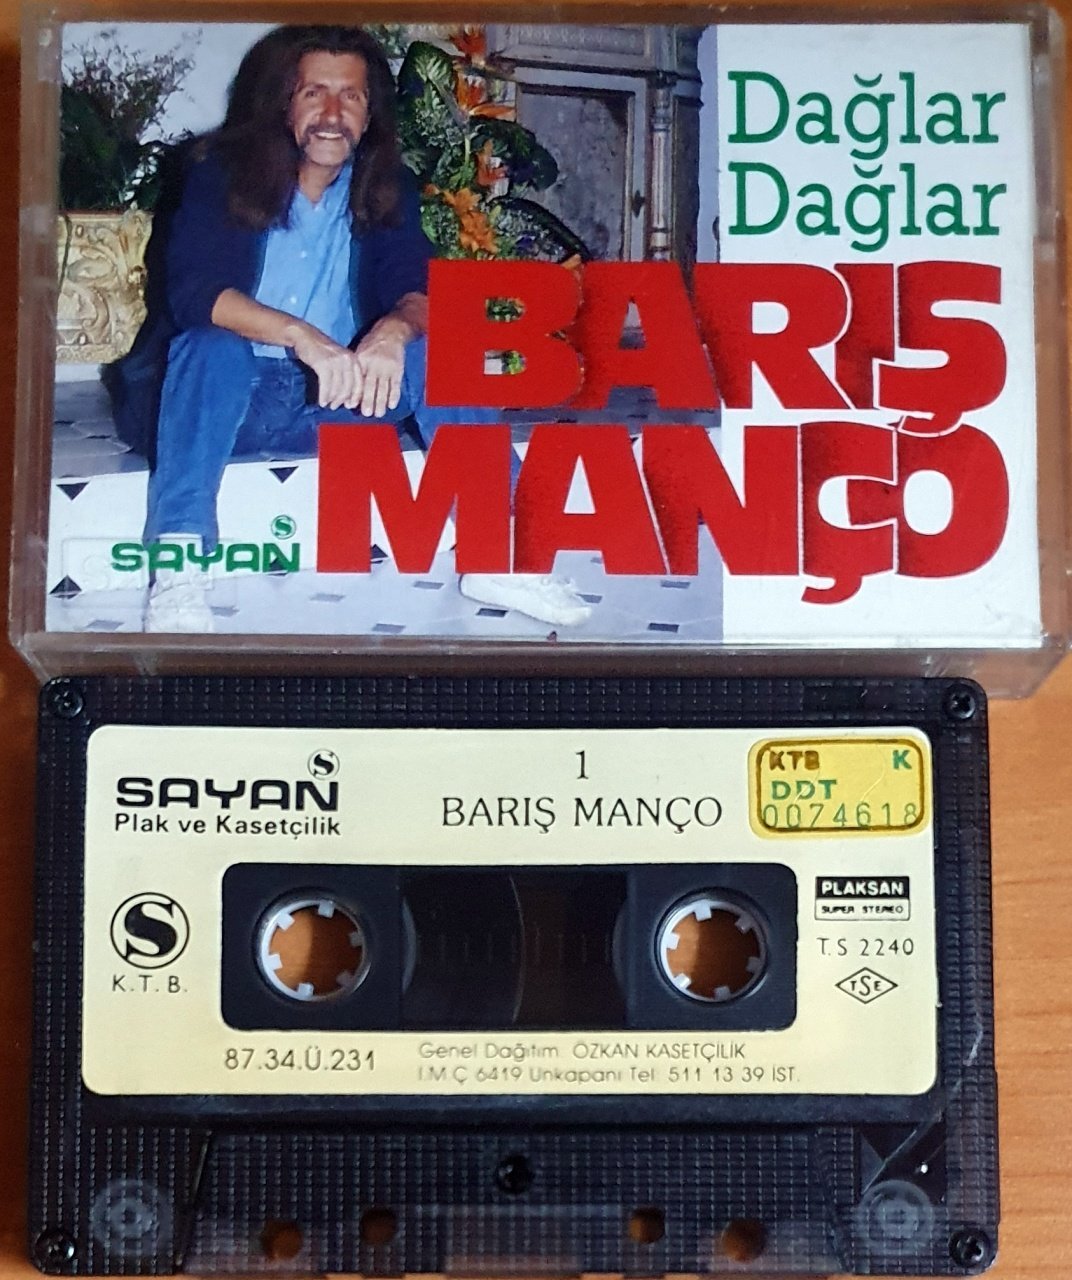 Dağlar
Dağlar
BARIŞ
MANÇO
S
SAYAN
S
SAYAN
Plak ve Kasetçilik
1
BARIŞ MANÇO
KTB K
DDT
0074618
S
K.T.B.
PLAKSAN
SUPER STEREO
T.S 2240
TSE
87.34.Ü.231
Genel Dağıtım: ÖZKAN KASETÇİLİK
İ.M.Ç 6419 Unkapanı Tel: 511 13 39 İST.